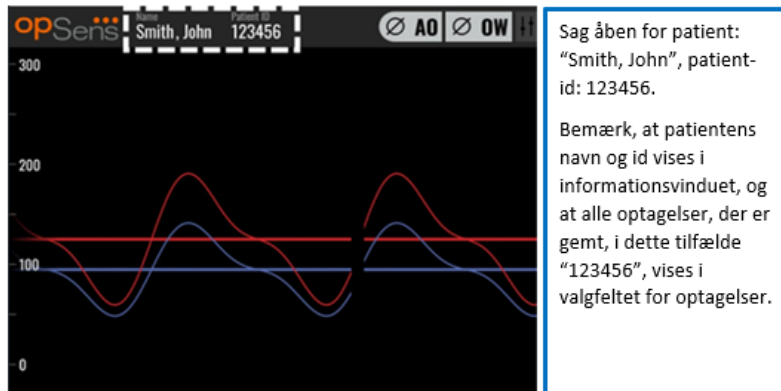 opSens
Name
Patient ID
Smith, John
123456
Ø AO
Ø OW
300
200
100
0
Sag åben for patient:
“Smith, John”, patient-
id: 123456.
Bemærk, at patientens
navn og id vises i
informationsvinduet, og
at alle optagelser, der er
gemt, i dette tilfælde
“123456”, vises i
valgfeltet for optagelser.